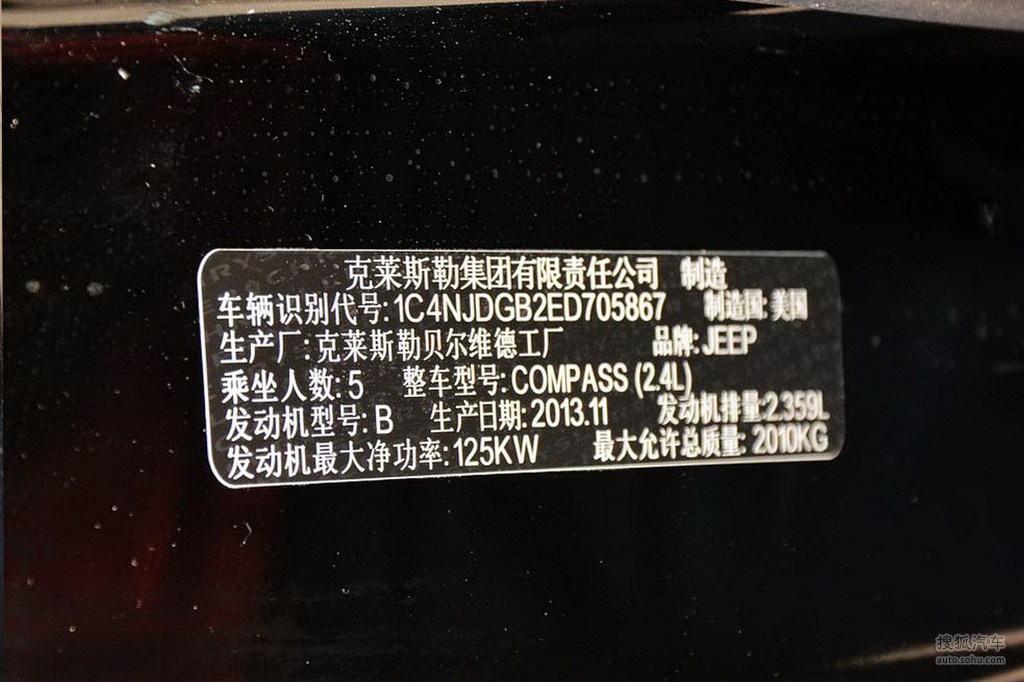 克莱斯勒集团有限责任公司 制造
车辆识别代号:1C4NJDGB2ED705867 制造国:美国
生产厂:克莱斯勒贝尔维德工厂 品牌:JEEP
乘坐人数:5 整车型号:COMPASS (2.4L)
发动机型号:B 生产日期:2013.11 发动机排量:2.359L
发动机最大净功率:125KW 最大允许总质量:2010KG
搜狐汽车
auto.sohu.com